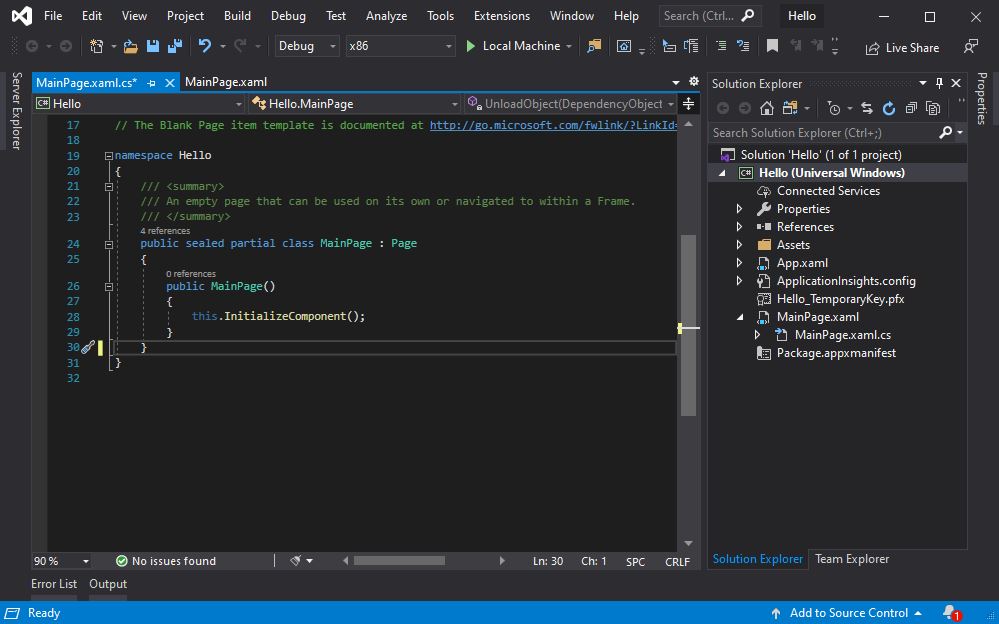 File Edit View Project Build Debug Test Analyze Tools Extensions Window Help Search (Ctrl... Hello
Debug x86 Local Machine Live Share
Server Explorer
MainPage.xaml.cs* MainPage.xaml
C# Hello Hello.MainPage UnloadObject(DependencyObject
17 // The Blank Page item template is documented at http://go.microsoft.com/fwlink/?LinkId=
18
19 namespace Hello
20 {
21 /// <summary>
22 /// An empty page that can be used on its own or navigated to within a Frame.
23 /// </summary>
4 references
24 public sealed partial class MainPage : Page
25 {
0 references
26 public MainPage()
27 {
28 this.InitializeComponent();
29 }
30 }
31 }
32
90 % No issues found Ln: 30 Ch: 1 SPC CRLF
Error List Output
Solution Explorer
Search Solution Explorer (Ctrl+;)
Solution 'Hello' (1 of 1 project)
C# Hello (Universal Windows)
Connected Services
Properties
References
Assets
App.xaml
ApplicationInsights.config
Hello_TemporaryKey.pfx
MainPage.xaml
MainPage.xaml.cs
Package.appxmanifest
Solution Explorer Team Explorer
Properties
Ready Add to Source Control 1